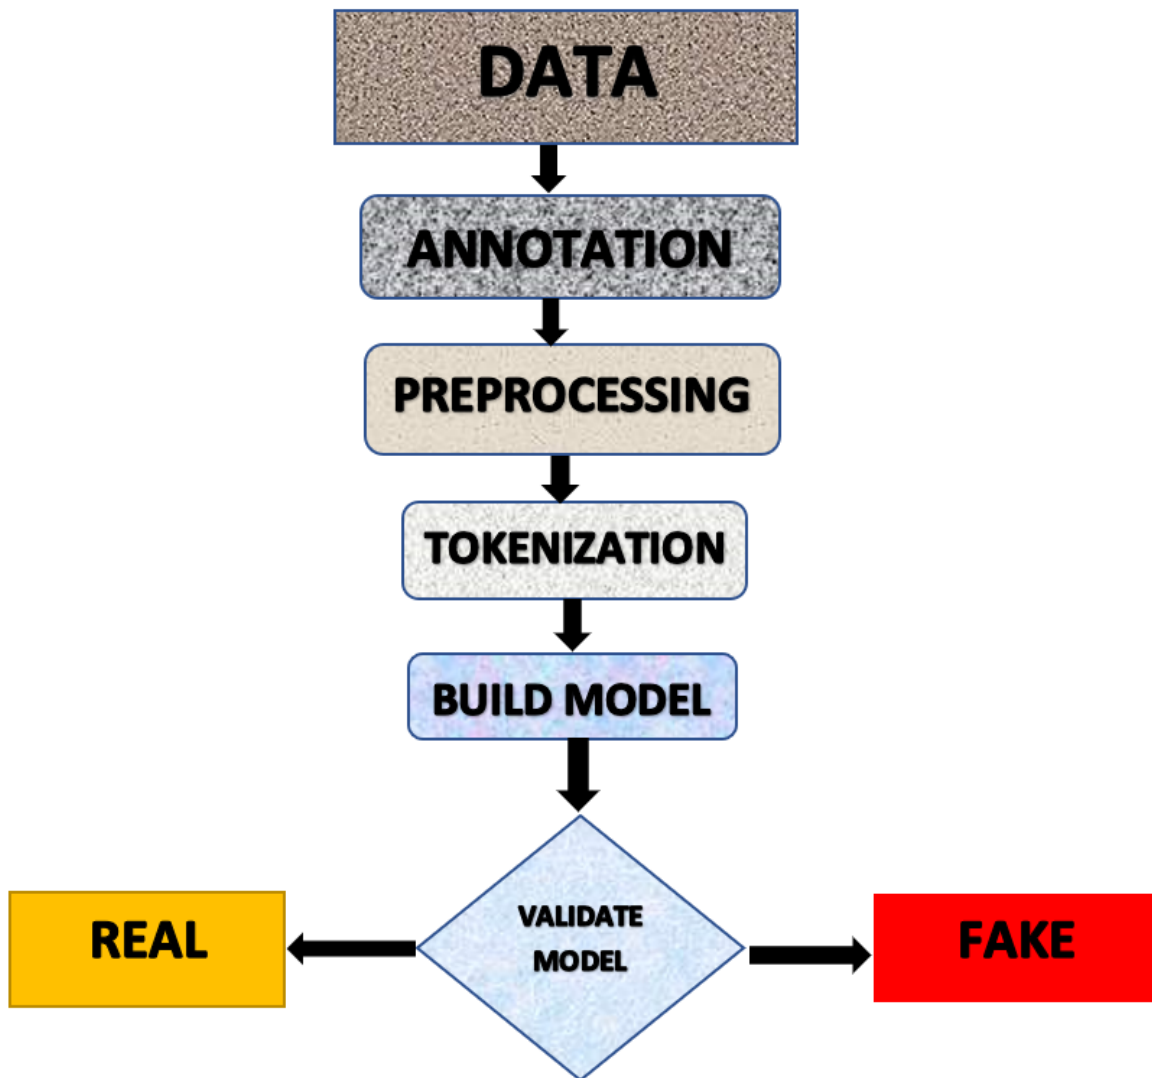 DATA
ANNOTATION
PREPROCESSING
TOKENIZATION
BUILD MODEL
VALIDATE
MODEL
REAL
FAKE